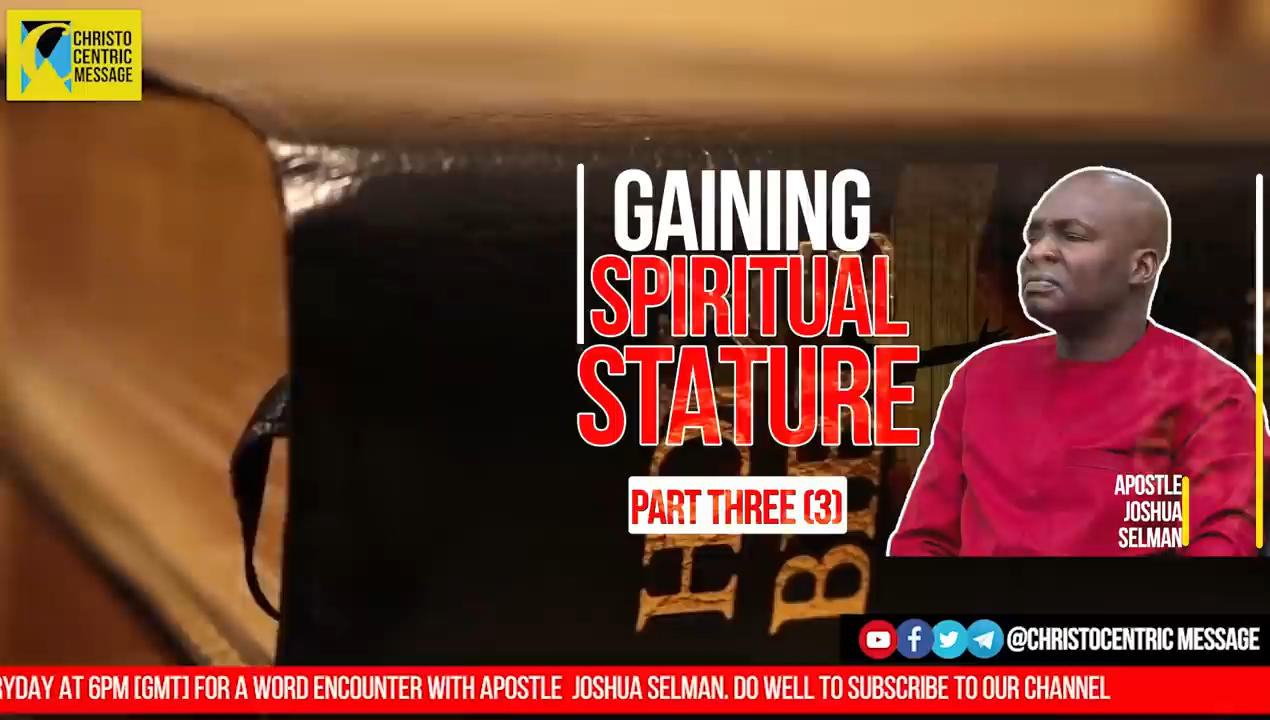 CHRISTO
CENTRIC
MESSAGE
GAINING
SPIRITUAL
STATURE
PART THREE (3)
APOSTLE
JOSHUA
SELMAN
@CHRISTOCENTRIC MESSAGE
RYDAY AT 6PM [GMT] FOR A WORD ENCOUNTER WITH APOSTLE JOSHUA SELMAN. DO WELL TO SUBSCRIBE TO OUR CHANNEL